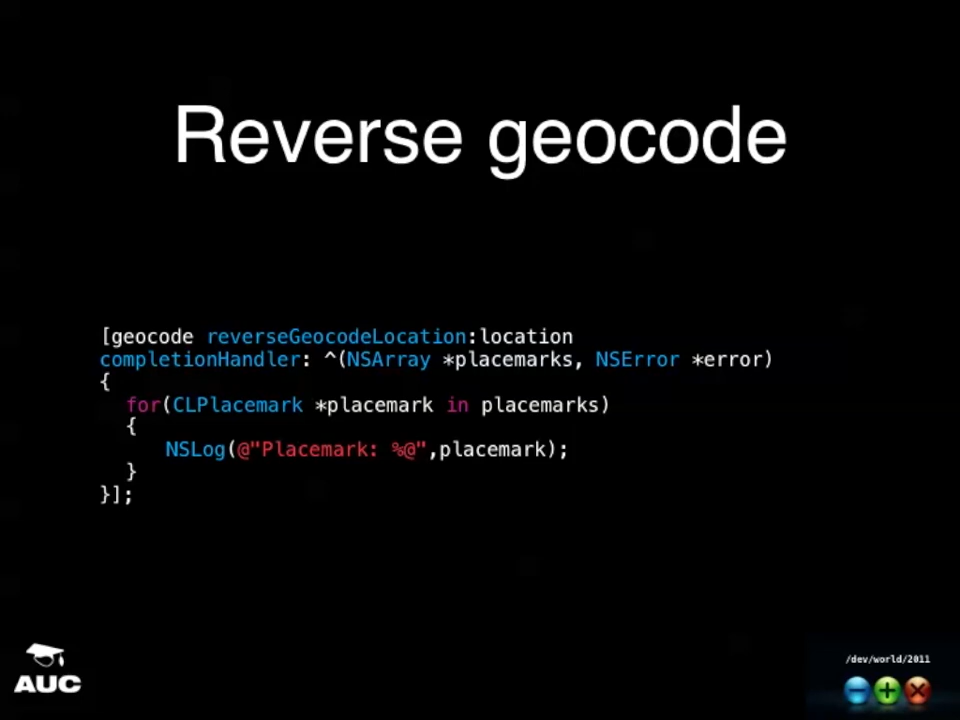 Reverse geocode
[geocode reverseGeocodeLocation:location
completionHandler: ^(NSArray *placemarks, NSError *error)
{
for(CLPlacemark *placemark in placemarks)
{
NSLog(@"Placemark: %@",placemark);
}
}];
AUC
/dev/world/2011